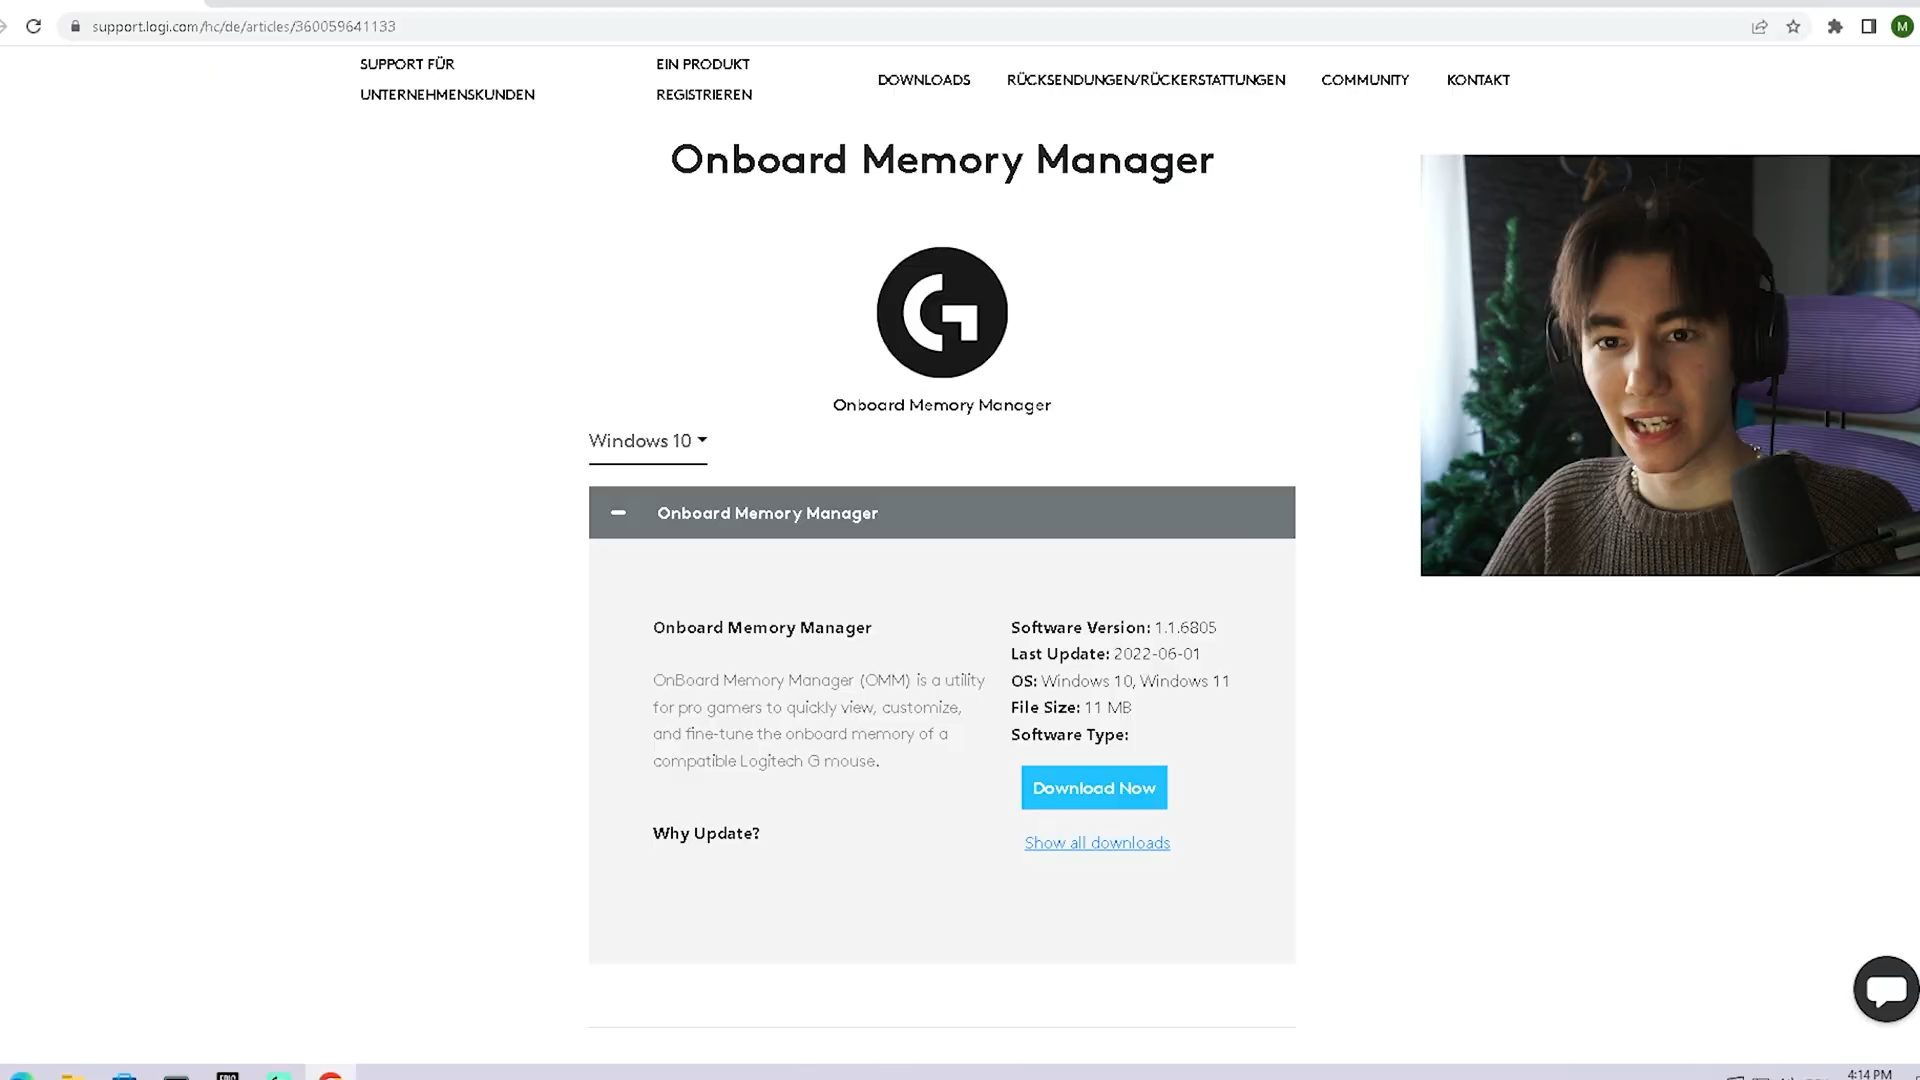 support.logi.com/hc/de/articles/360059641133
M
SUPPORT FÜR
UNTERNEHMENSKUNDEN
EIN PRODUKT
REGISTRIEREN
DOWNLOADS
RÜCKSENDUNGEN/RÜCKERSTATTUNGEN
COMMUNITY
KONTAKT
Onboard Memory Manager
Onboard Memory Manager
Windows 10
Onboard Memory Manager
Onboard Memory Manager
OnBoard Memory Manager (OMM) is a utility
for pro gamers to quickly view, customize,
and fine-tune the onboard memory of a
compatible Logitech G mouse.
Why Update?
Software Version: 1.1.6805
Last Update: 2022-06-01
OS: Windows 10, Windows 11
File Size: 11 MB
Software Type:
Download Now
Show all downloads
EPIC
4:14 PM